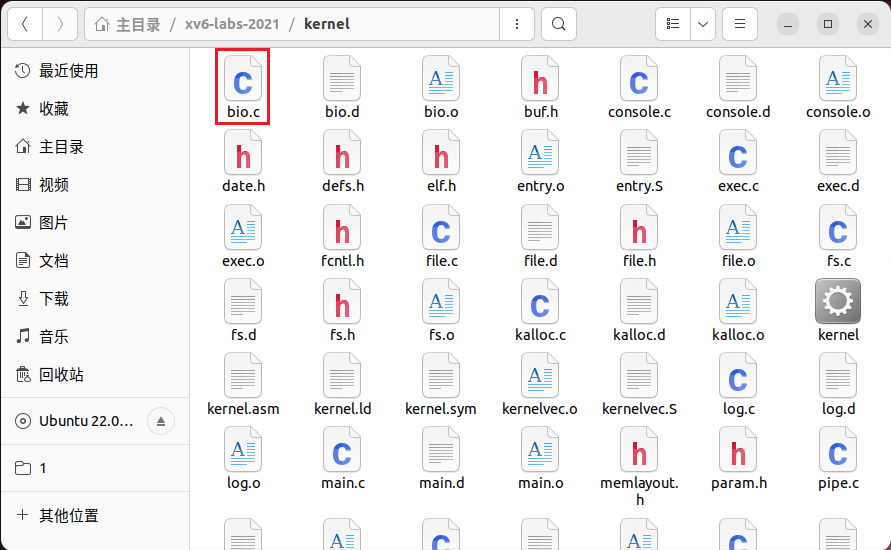 主目录 / xv6-labs-2021 / kernel
最近使用
收藏
主目录
视频
图片
文档
下载
音乐
回收站
Ubuntu 22.0…
1
其他位置
bio.c
bio.d
bio.o
buf.h
console.c
console.d
console.o
date.h
defs.h
elf.h
entry.o
entry.S
exec.c
exec.d
exec.o
fcntl.h
file.c
file.d
file.h
file.o
fs.c
fs.d
fs.h
fs.o
kalloc.c
kalloc.d
kalloc.o
kernel
kernel.asm
kernel.ld
kernel.sym
kernelvec.o
kernelvec.S
log.c
log.d
log.o
main.c
main.d
main.o
memlayout.
h
param.h
pipe.c